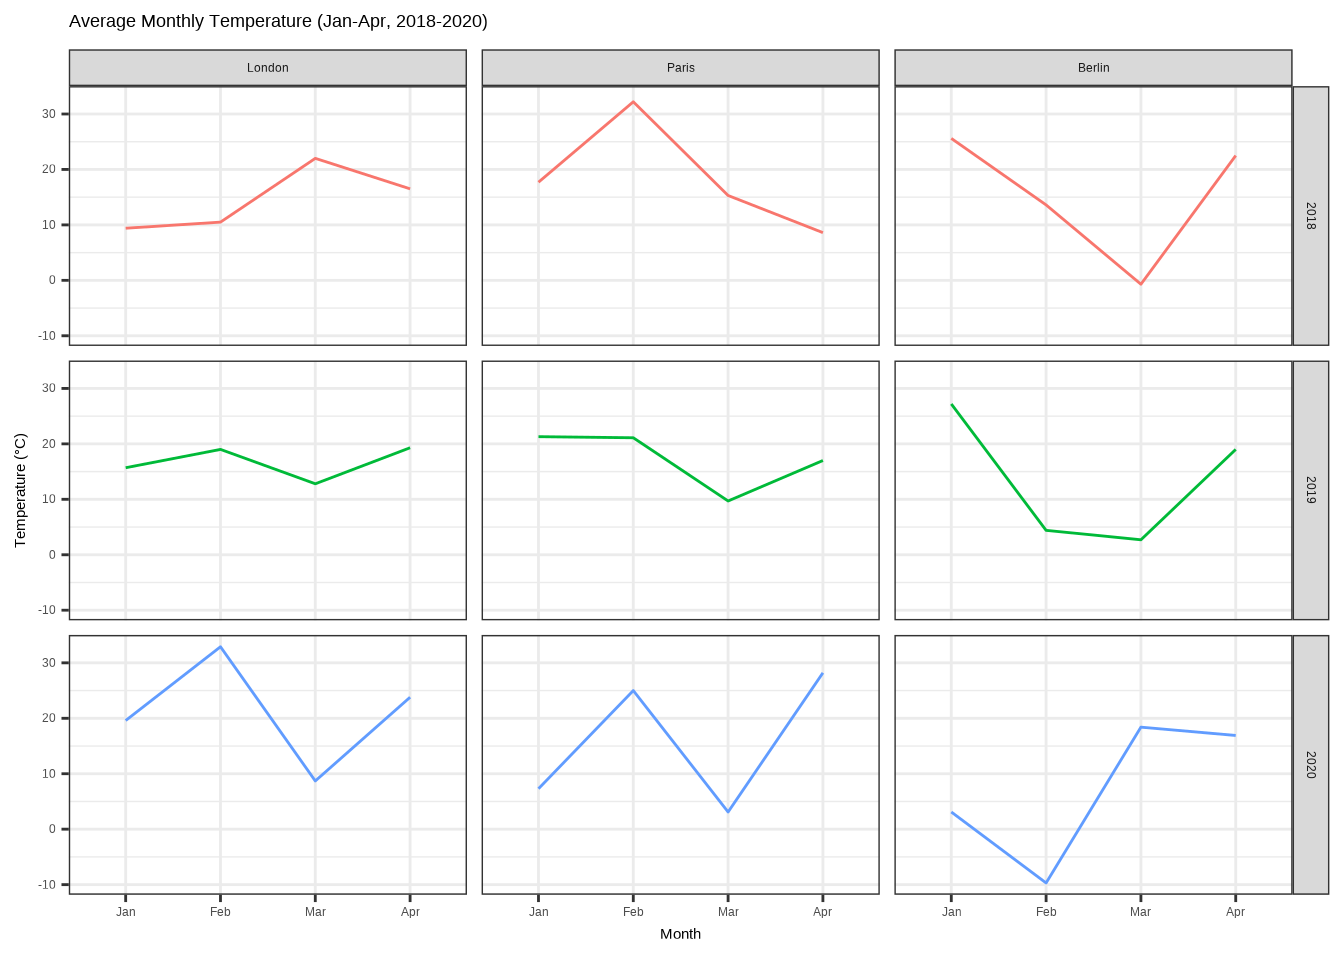 Average Monthly Temperature (Jan-Apr, 2018-2020)
London
Paris
Berlin
30
20
10
0
-10
2018
30
20
10
0
-10
2019
30
20
10
0
-10
2020
Temperature (°C)
Jan
Feb
Mar
Apr
Jan
Feb
Mar
Apr
Jan
Feb
Mar
Apr
Month